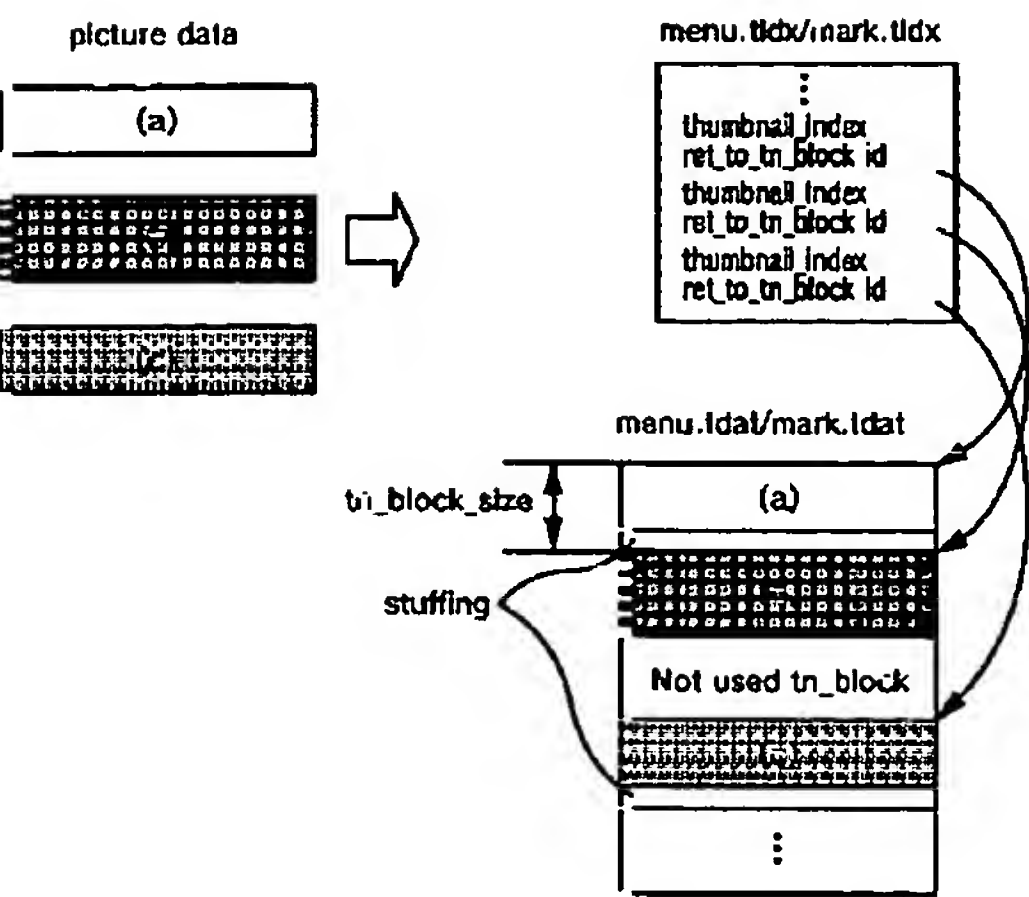 picture data
(a)
menu.tidx/mark.tidx
thumbnail_index
ref_to_tn_block id
thumbnail_index
ref_to_tn_block id
thumbnail_index
ref_to_tn_block id
menu.tdat/mark.tdat
tn_block_size
(a)
stuffing
Not used tn_block